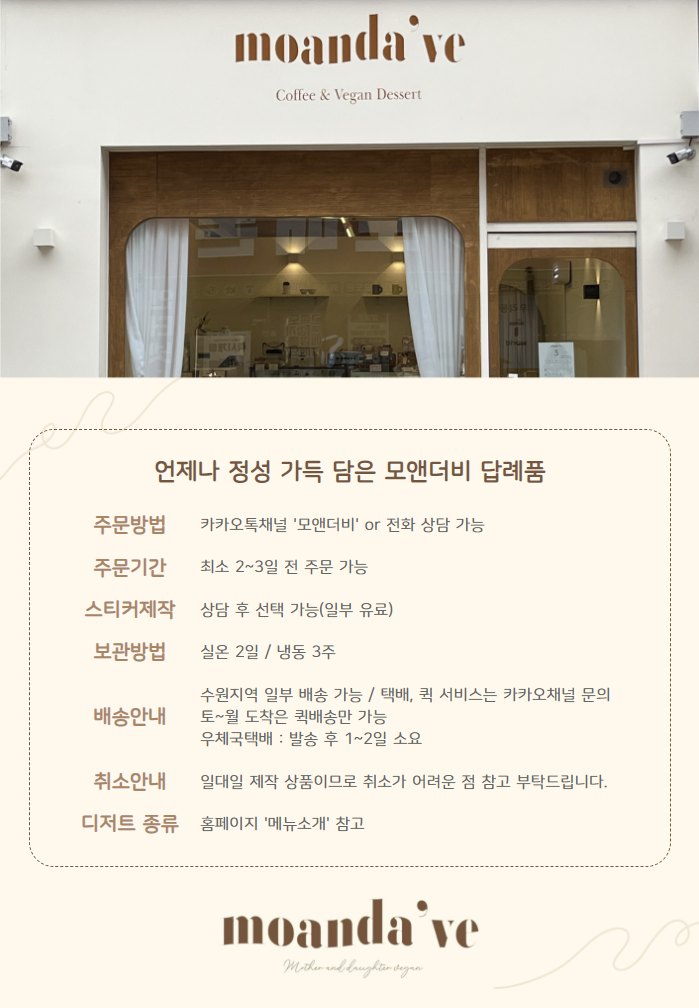 moanda've
Coffee & Vegan Dessert
언제나 정성 가득 담은 모앤더비 답례품
주문방법 카카오톡채널 '모앤더비' or 전화 상담 가능
주문기간 최소 2~3일 전 주문 가능
스티커제작 상담 후 선택 가능(일부 유료)
보관방법 실온 2일 / 냉동 3주
배송안내 수원지역 일부 배송 가능 / 택배, 퀵 서비스는 카카오채널 문의
토~월 도착은 퀵배송만 가능
우체국택배 : 발송 후 1~2일 소요
취소안내 일대일 제작 상품이므로 취소가 어려운 점 참고 부탁드립니다.
디저트 종류 홈페이지 '메뉴소개' 참고
moanda've
Mother and daughter vegan